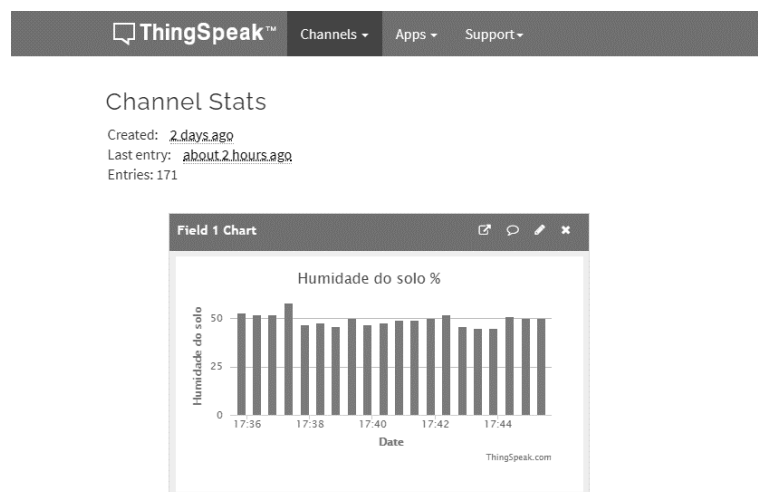 ThingSpeak™ Channels Apps Support
Channel Stats
Created: 2 days ago
Last entry: about 2 hours ago
Entries: 171
Field 1 Chart
Humidade do solo %
Humidade do solo
50
25
0
17:36 17:38 17:40 17:42 17:44
Date
ThingSpeak.com